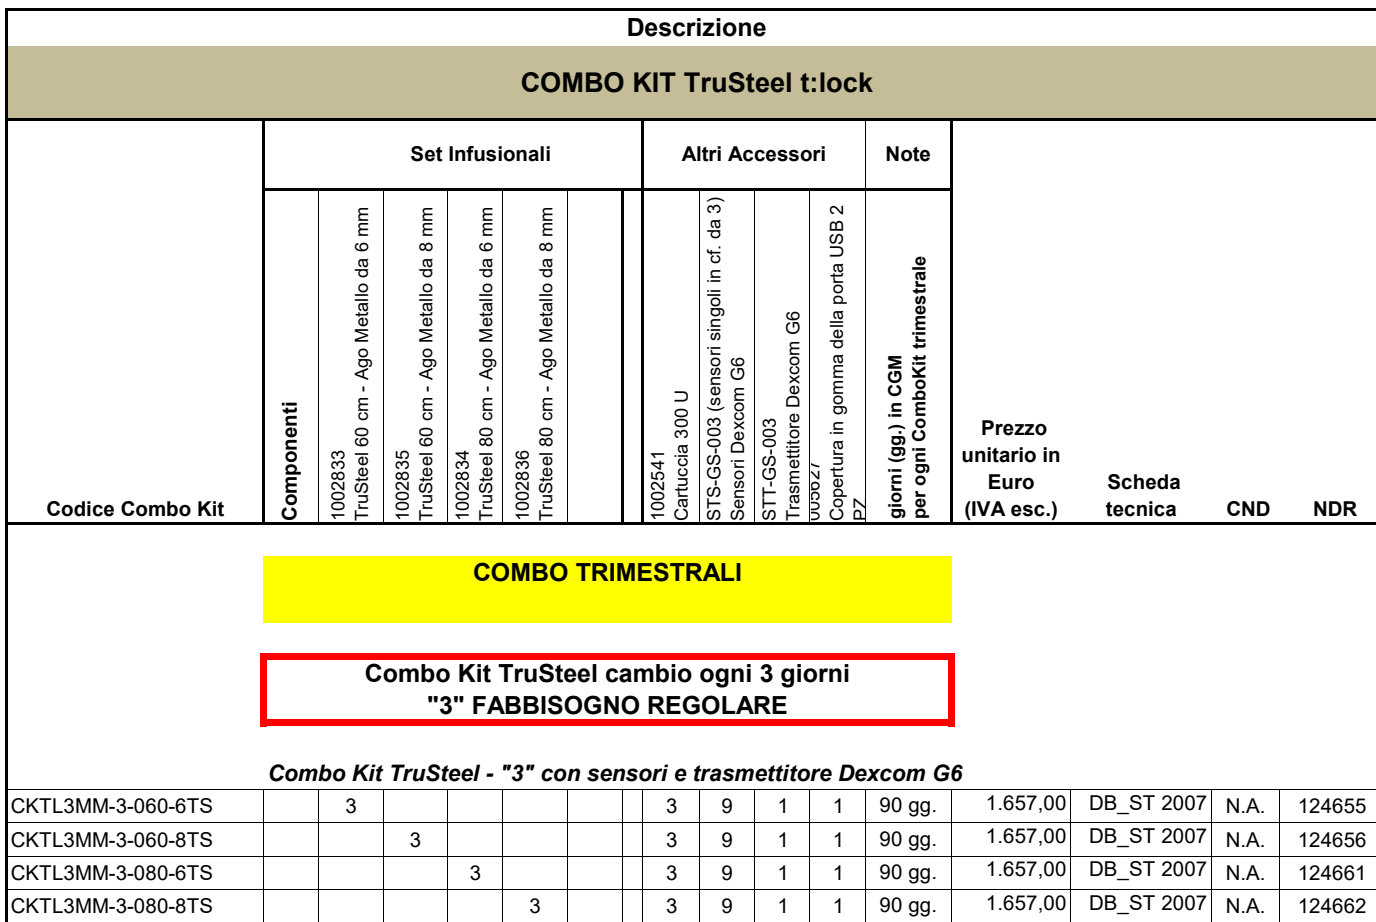 Descrizione
COMBO KIT TruSteel t:lock
Set Infusionali
Altri Accessori
Note
Codice Combo Kit
Componenti
1002833
TruSteel 60 cm - Ago Metallo da 6 mm
1002835
TruSteel 60 cm - Ago Metallo da 8 mm
1002834
TruSteel 80 cm - Ago Metallo da 6 mm
1002836
TruSteel 80 cm - Ago Metallo da 8 mm
1002541
Cartuccia 300 U
STS-GS-003 (sensori singoli in cf. da 3)
Sensori Dexcom G6
STT-GS-003
Trasmettitore Dexcom G6
005627
Copertura in gomma della porta USB 2
PZ
giorni (gg.) in CGM
per ogni ComboKit trimestrale
Prezzo
unitario in
Euro
(IVA esc.)
Scheda
tecnica
CND
NDR
COMBO TRIMESTRALI
Combo Kit TruSteel cambio ogni 3 giorni
"3" FABBISOGNO REGOLARE
Combo Kit TruSteel - "3" con sensori e trasmettitore Dexcom G6
CKTL3MM-3-060-6TS 3 3 9 1 1 90 gg. 1.657,00 DB_ST 2007 N.A. 124655
CKTL3MM-3-060-8TS 3 3 9 1 1 90 gg. 1.657,00 DB_ST 2007 N.A. 124656
CKTL3MM-3-080-6TS 3 3 9 1 1 90 gg. 1.657,00 DB_ST 2007 N.A. 124661
CKTL3MM-3-080-8TS 3 3 9 1 1 90 gg. 1.657,00 DB_ST 2007 N.A. 124662